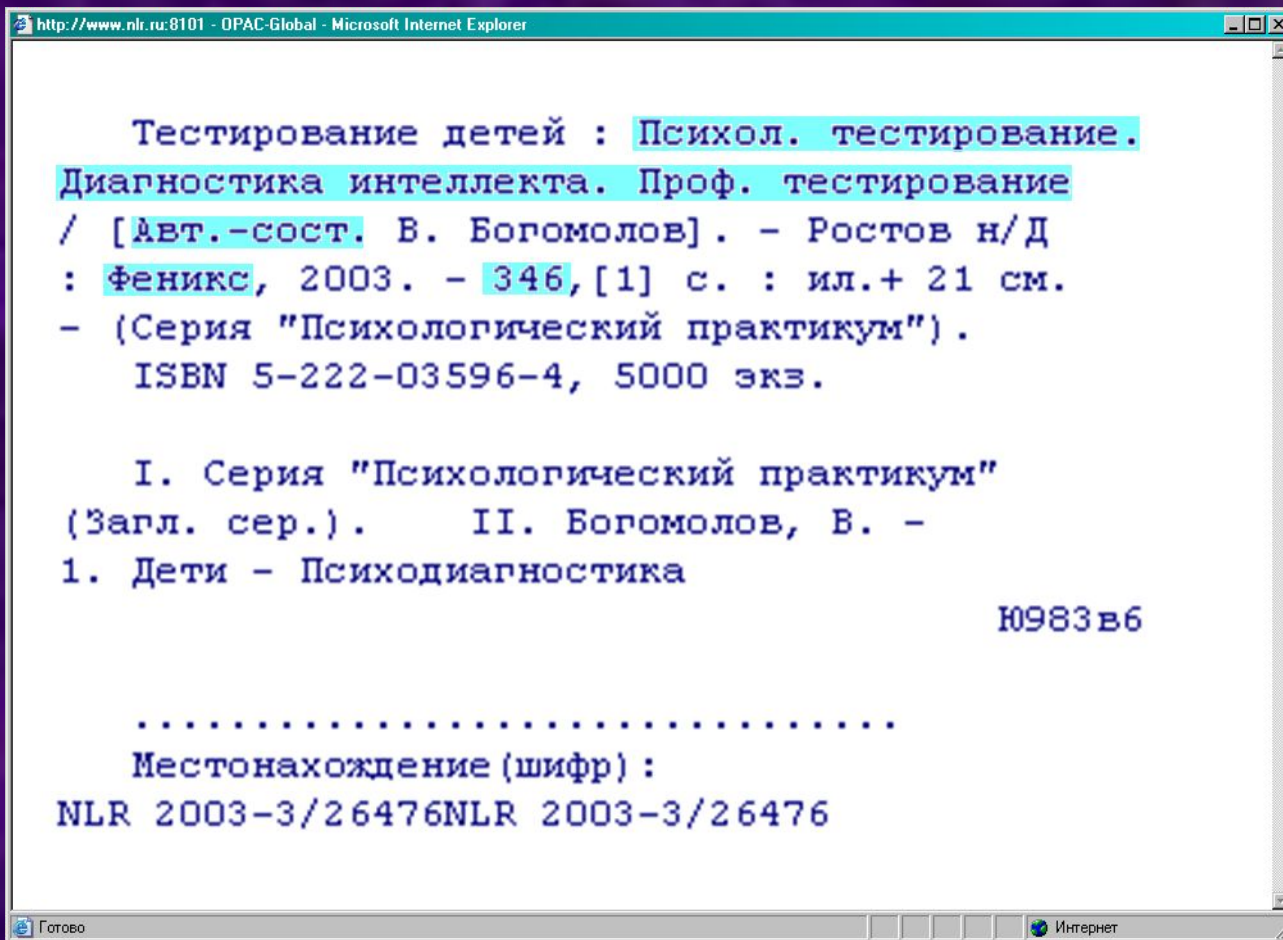 http://www.nlr.ru:8101 - OPAC-Global - Microsoft Internet Explorer
Тестирование детей : Психол. тестирование.
Диагностика интеллекта. Проф. тестирование
/ [Авт.-сост. В. Богомолов]. - Ростов н/Д
: Феникс, 2003. - 346,[1] с. : ил.+ 21 см.
- (Серия "Психологический практикум").
ISBN 5-222-03596-4, 5000 экз.
I. Серия "Психологический практикум"
(Загл. сер.). II. Богомолов, В. -
1. Дети - Психодиагностика
Ю983в6
................................
Местонахождение(шифр):
NLR 2003-3/26476NLR 2003-3/26476
Готово
Интернет